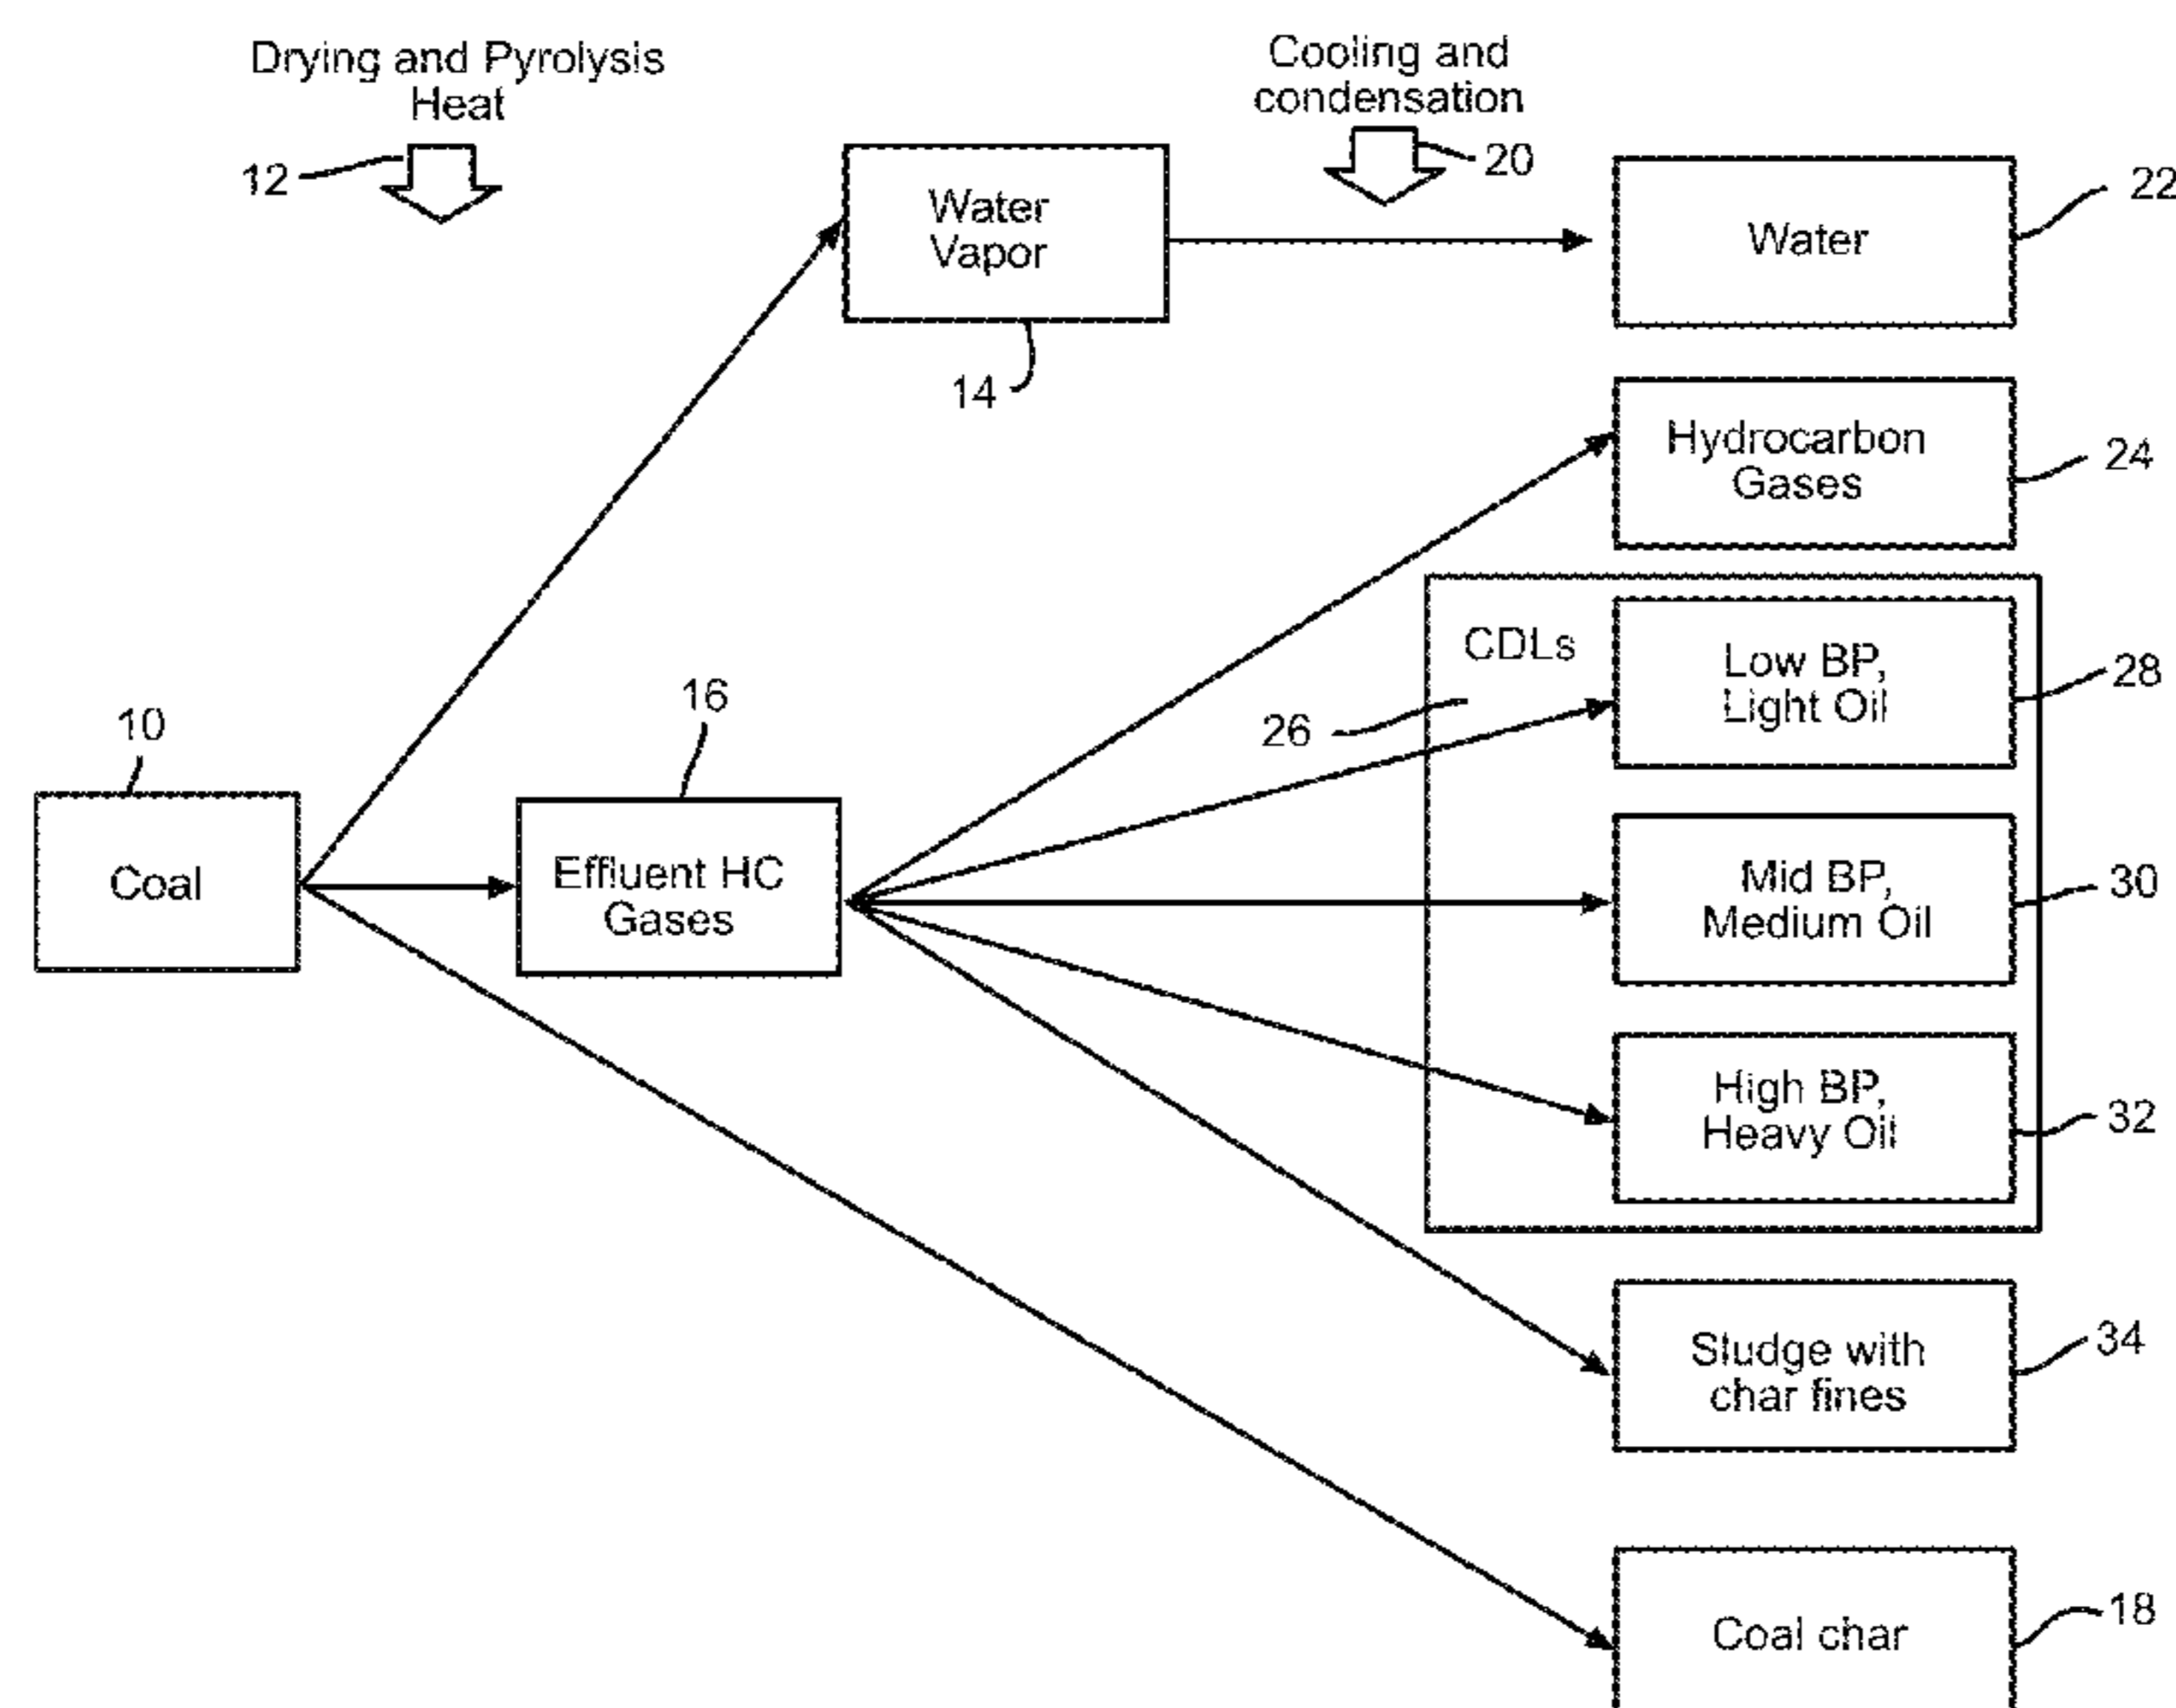 Drying and Pyrolysis
Heat
12
Cooling and
condensation
20
Water
Vapor
14
Water
22
Hydrocarbon
Gases
24
CDLs
26
Low BP,
Light Oil
28
10
Coal
16
Effluent HC
Gases
Mid BP,
Medium Oil
30
High BP,
Heavy Oil
32
Sludge with
char fines
34
Coal char
18